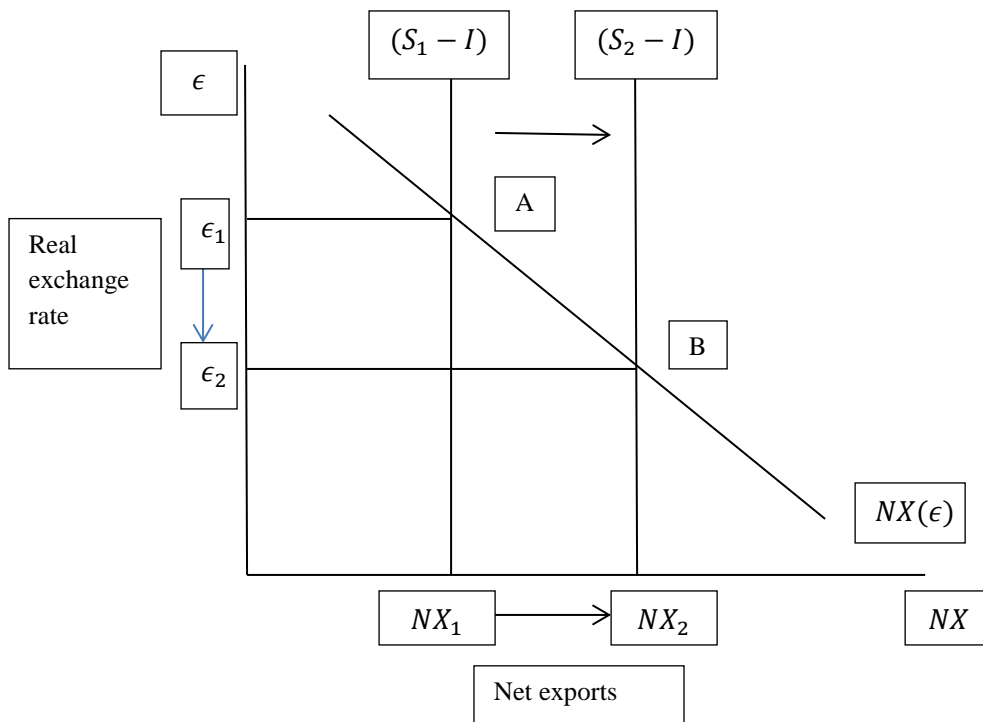 (S₁ − I)
(S₂ − I)
ϵ
A
ϵ₁
Real
exchange
rate
B
ϵ₂
NX(ϵ)
NX₁
NX₂
NX
Net exports